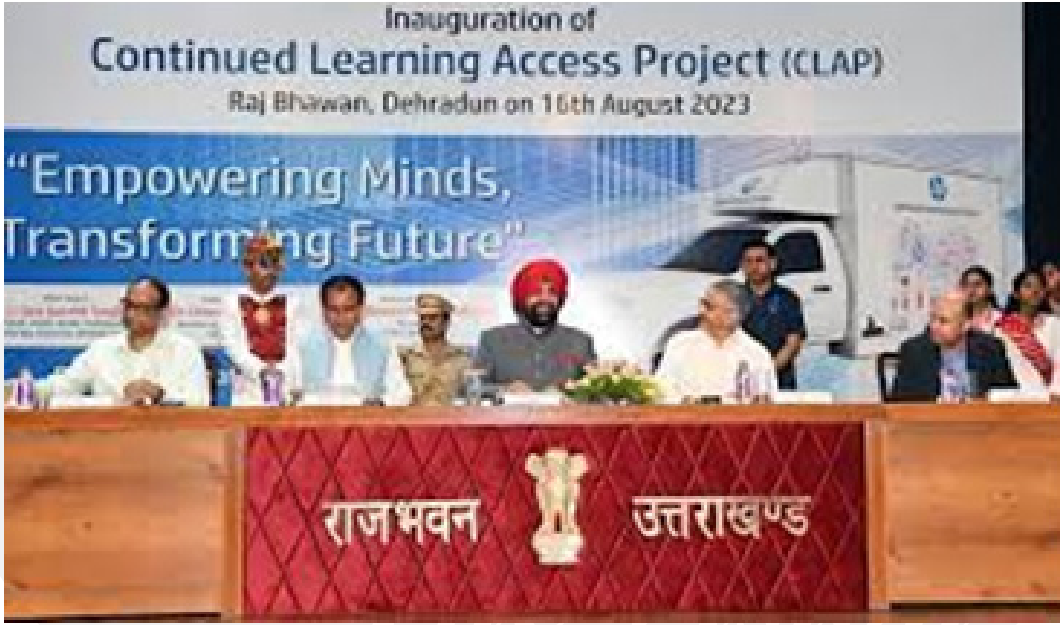 Inauguration of
Continued Learning Access Project (CLAP)
Raj Bhawan, Dehradun on 16th August 2023
“Empowering Minds,
Transforming Future”
hp
राजभवन
उत्तराखण्ड